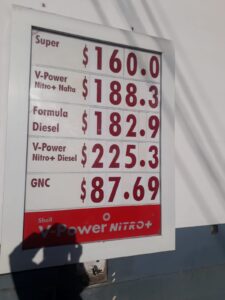 Super $160.0
V-Power
Nitro+ Nafta $188.3
Formula
Diesel $182.9
V-Power
Nitro+ Diesel $225.3
GNC $87.69
Shell
V-Power NiTRO+